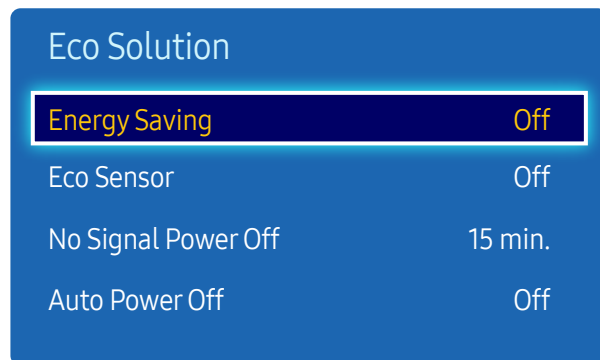 Eco Solution
Energy Saving Off
Eco Sensor Off
No Signal Power Off 15 min.
Auto Power Off Off